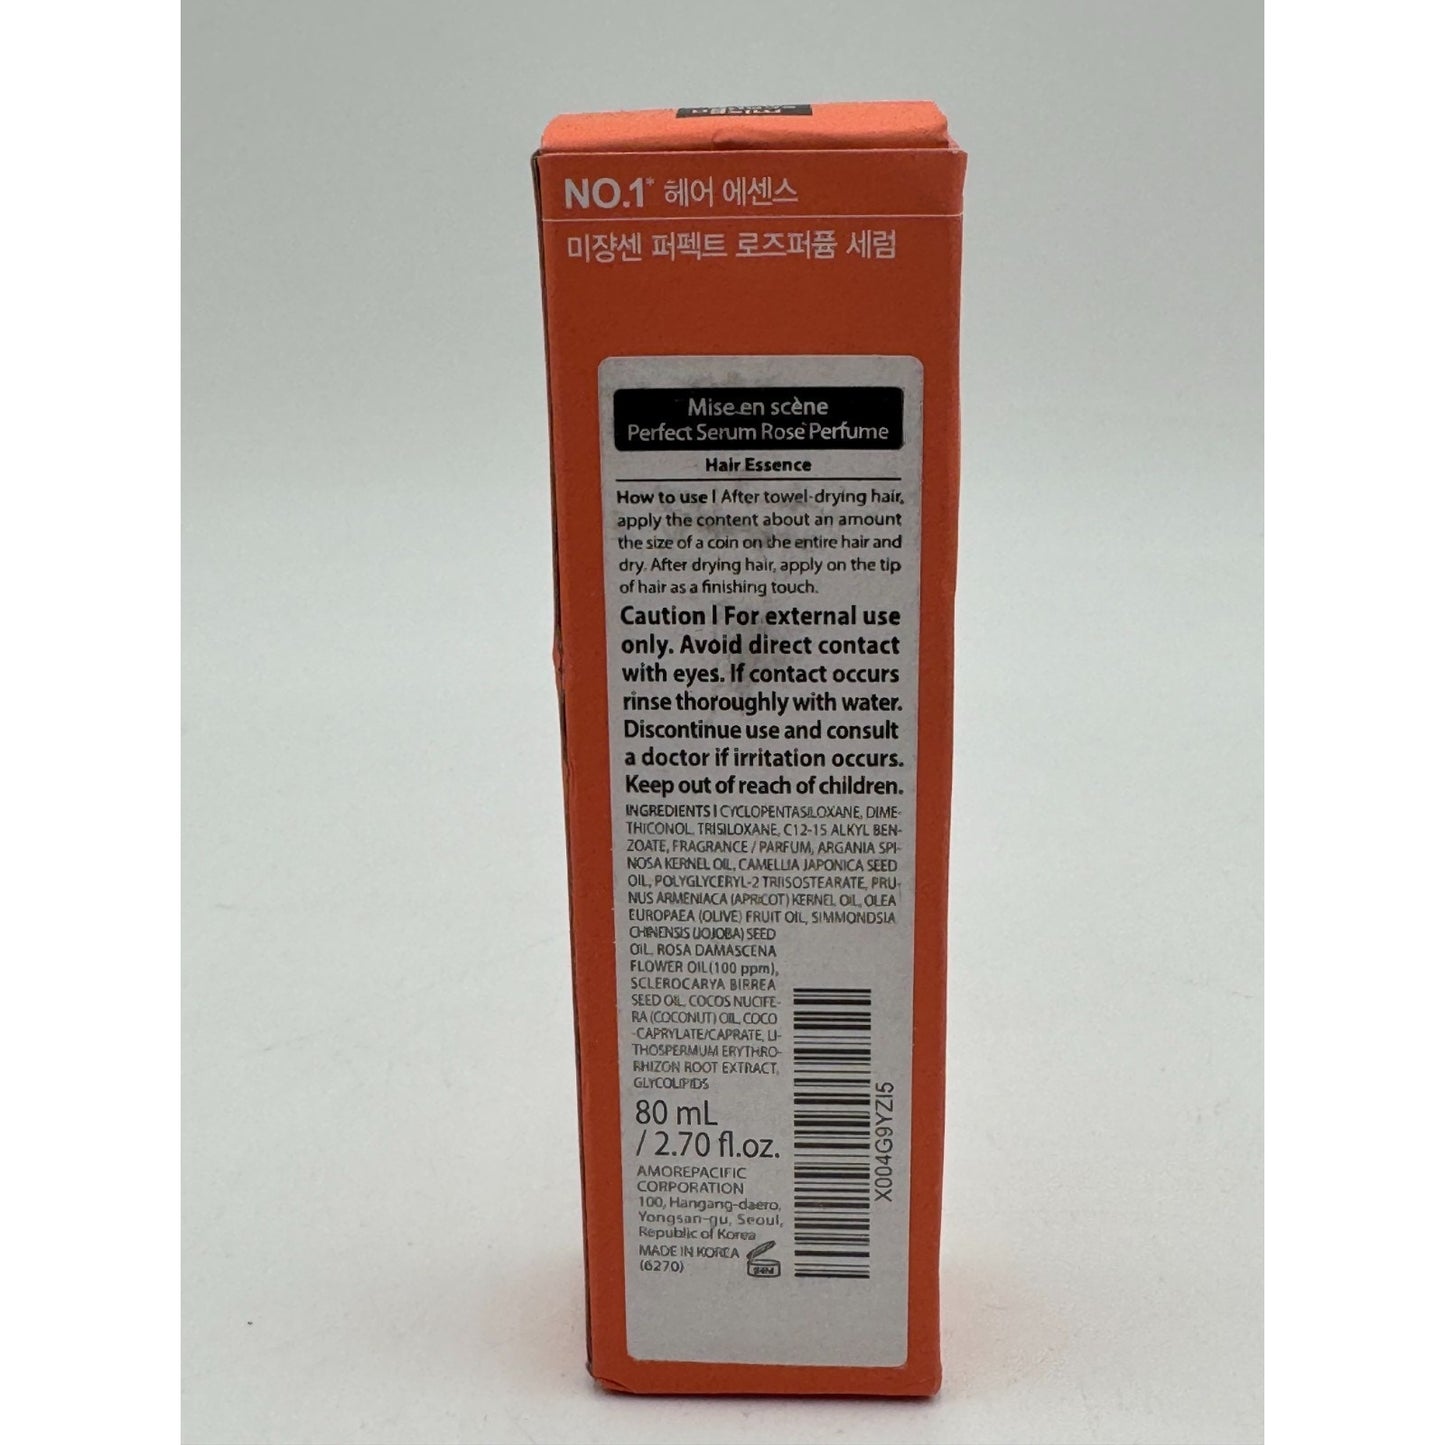 NO.1* 헤어 에센스
미쟝센 퍼펙트 로즈퍼퓸 세럼
Mise en scène
Perfect Serum Rose Perfume
Hair Essence
How to use | After towel-drying hair,
apply the content about an amount
the size of a coin on the entire hair and
dry. After drying hair, apply on the tip
of hair as a finishing touch.
Caution | For external use
only. Avoid direct contact
with eyes. If contact occurs
rinse thoroughly with water.
Discontinue use and consult
a doctor if irritation occurs.
Keep out of reach of children.
INGREDIENTS | CYCLOPENTASILOXANE, DIME-
THICONOL, TRISILOXANE, C12-15 ALKYL BEN-
ZOATE, FRAGRANCE / PARFUM, ARGANIA SPI-
NOSA KERNEL OIL, CAMELLIA JAPONICA SEED
OIL, POLYGLYCERYL-2 TRIISOSTEARATE, PRU-
NUS ARMENIACA (APRICOT) KERNEL OIL, OLEA
EUROPAEA (OLIVE) FRUIT OIL, SIMMONDSIA
CHINENSIS (JOJOBA) SEED
OIL, ROSA DAMASCENA
FLOWER OIL(100 ppm),
SCLEROCARYA BIRREA
SEED OIL, COCOS NUCIFE-
RA (COCONUT) OIL, COCO
-CAPRYLATE/CAPRATE, LI-
THOSPERMUM ERYTHRO-
RHIZON ROOT EXTRACT,
GLYCOLIPIDS
80 mL
/ 2.70 fl.oz.
AMOREPACIFIC
CORPORATION
100, Hangang-daero,
Yongsan-gu, Seoul,
Republic of Korea
MADE IN KOREA
(6270)
24M
X004G9YZI5